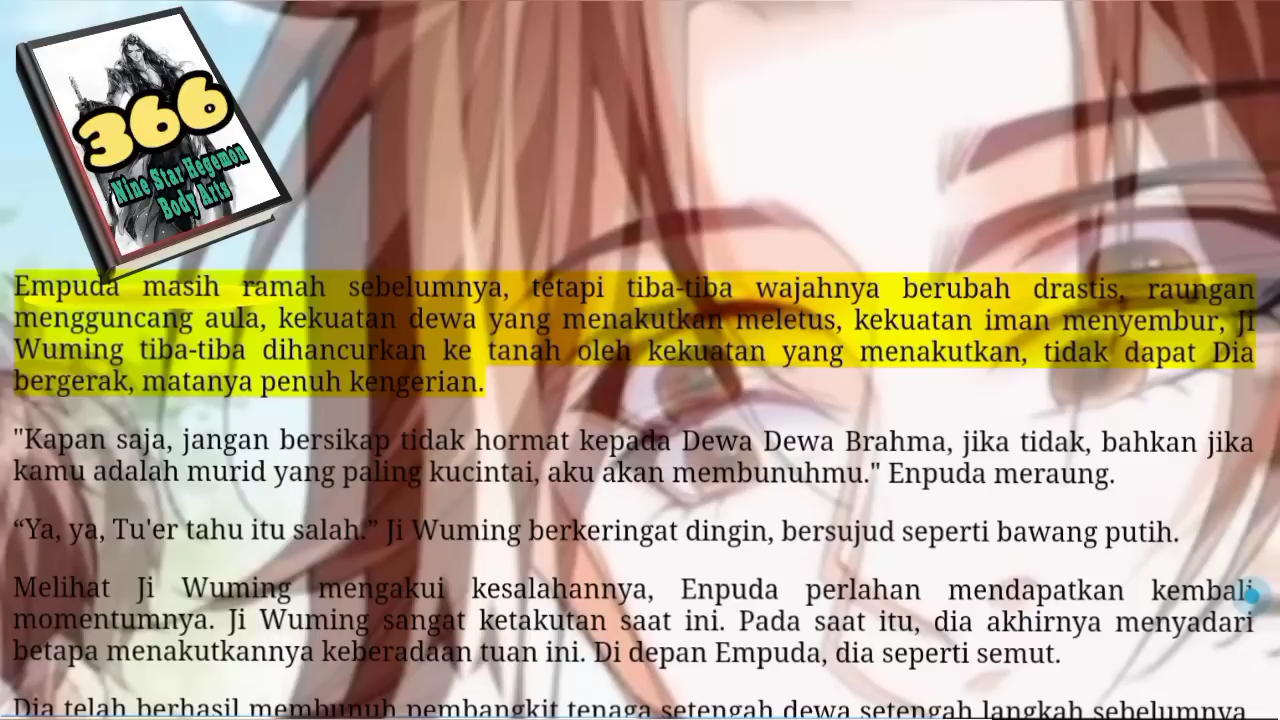 366
Nine Star Hegemon
Body Arts
Empuda masih ramah sebelumnya, tetapi tiba-tiba wajahnya berubah drastis, raungan
mengguncang aula, kekuatan dewa yang menakutkan meletus, kekuatan iman menyembur, Ji
Wuming tiba-tiba dihancurkan ke tanah oleh kekuatan yang menakutkan, tidak dapat Dia
bergerak, matanya penuh kengerian.
"Kapan saja, jangan bersikap tidak hormat kepada Dewa Dewa Brahma, jika tidak, bahkan jika
kamu adalah murid yang paling kucintai, aku akan membunuhmu." Enpuda meraung.
“Ya, ya, Tu'er tahu itu salah.” Ji Wuming berkeringat dingin, bersujud seperti bawang putih.
Melihat Ji Wuming mengakui kesalahannya, Enpuda perlahan mendapatkan kembali
momentumnya. Ji Wuming sangat ketakutan saat ini. Pada saat itu, dia akhirnya menyadari
betapa menakutkannya keberadaan tuan ini. Di depan Empuda, dia seperti semut.
Dia telah berhasil membunuh pembangkit tenaga setengah dewa setengah langkah sebelumnya,